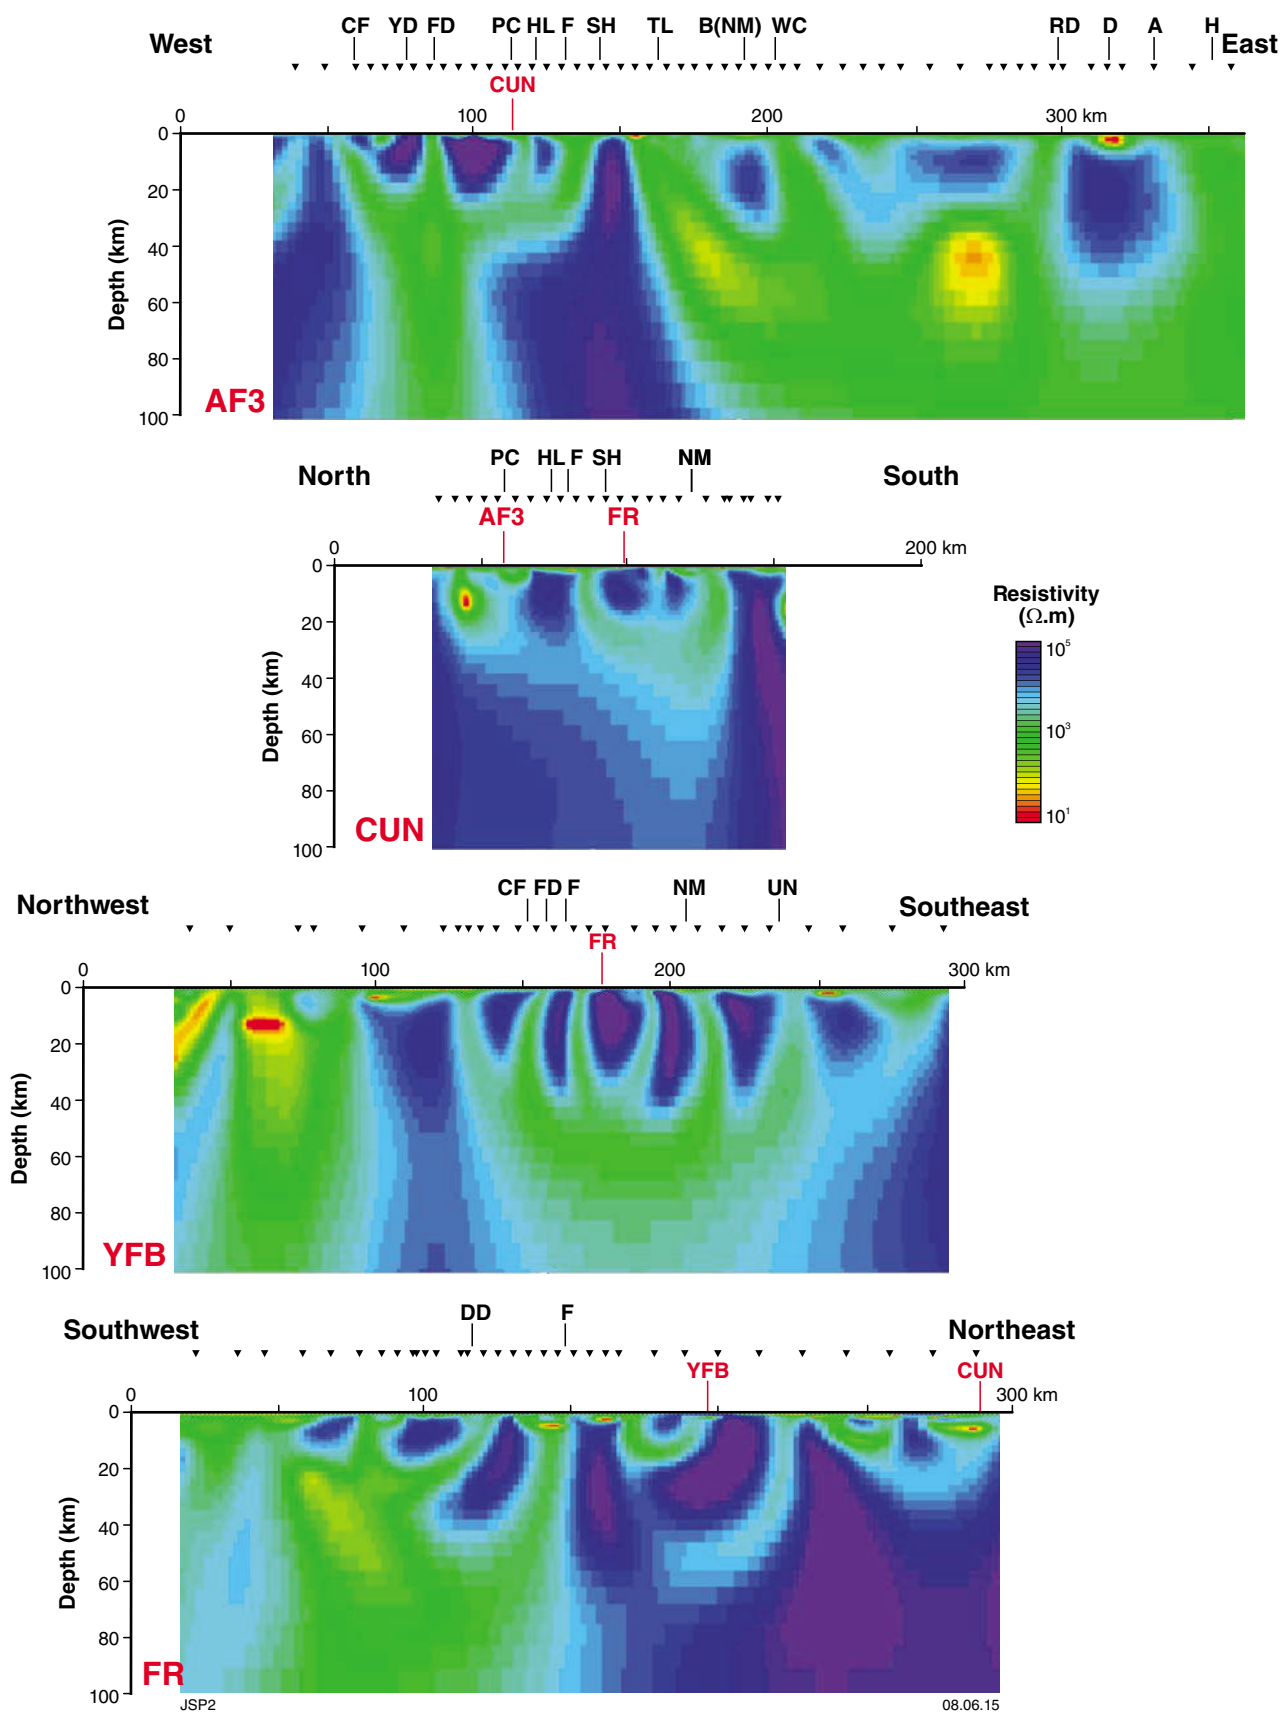 CF YD FD PC HL F SH TL B(NM) WC RD D A H
West East
CUN
0 100 200 300 km
0
20
40
60
80
100
Depth (km)
AF3
PC HL F SH NM
North South
AF3 FR
0 200 km
0
20
40
60
80
100
Depth (km)
CUN
Resistivity
(Ω.m)
10⁵
10³
10¹
CF FD F NM UN
Northwest Southeast
FR
0 100 200 300 km
0
20
40
60
80
100
Depth (km)
YFB
DD F
Southwest Northeast
YFB CUN
0 100 300 km
0
20
40
60
80
100
Depth (km)
FR
JSP2 08.06.15